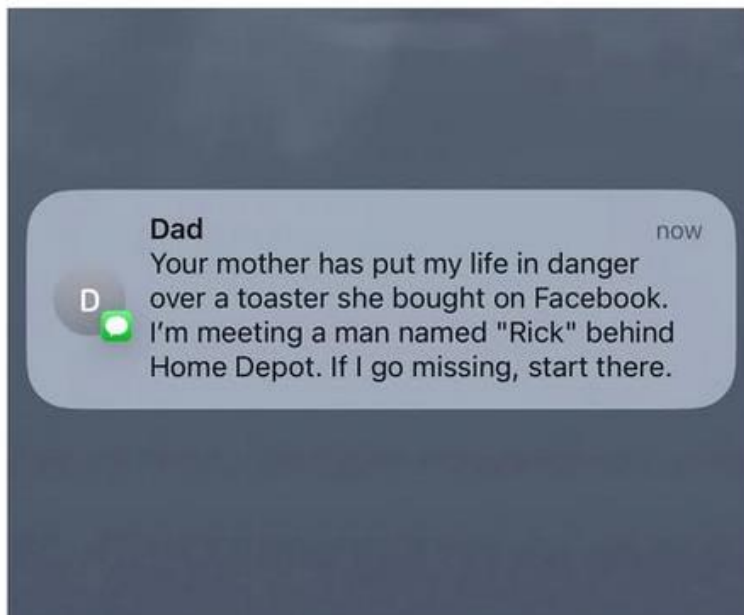 Dad
now
Your mother has put my life in danger
over a toaster she bought on Facebook.
D
I'm meeting a man named "Rick" behind
Home Depot. If I go missing, start there.